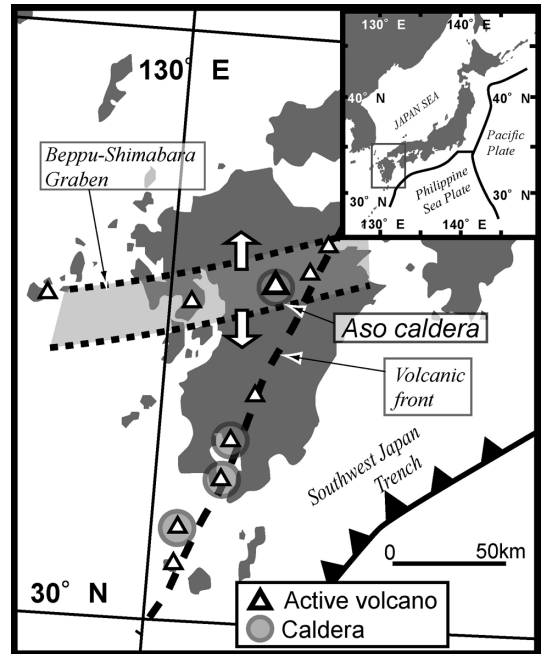 130° E
Beppu-Shimabara
Graben
130° E
140° E
40°
N
40°
N
JAPAN SEA
Pacific
Plate
Philippine
Sea Plate
30° N
30° N
130° E
140° E
Aso caldera
Volcanic
front
Southwest Japan
Trench
0
50km
30° N
Active volcano
Caldera